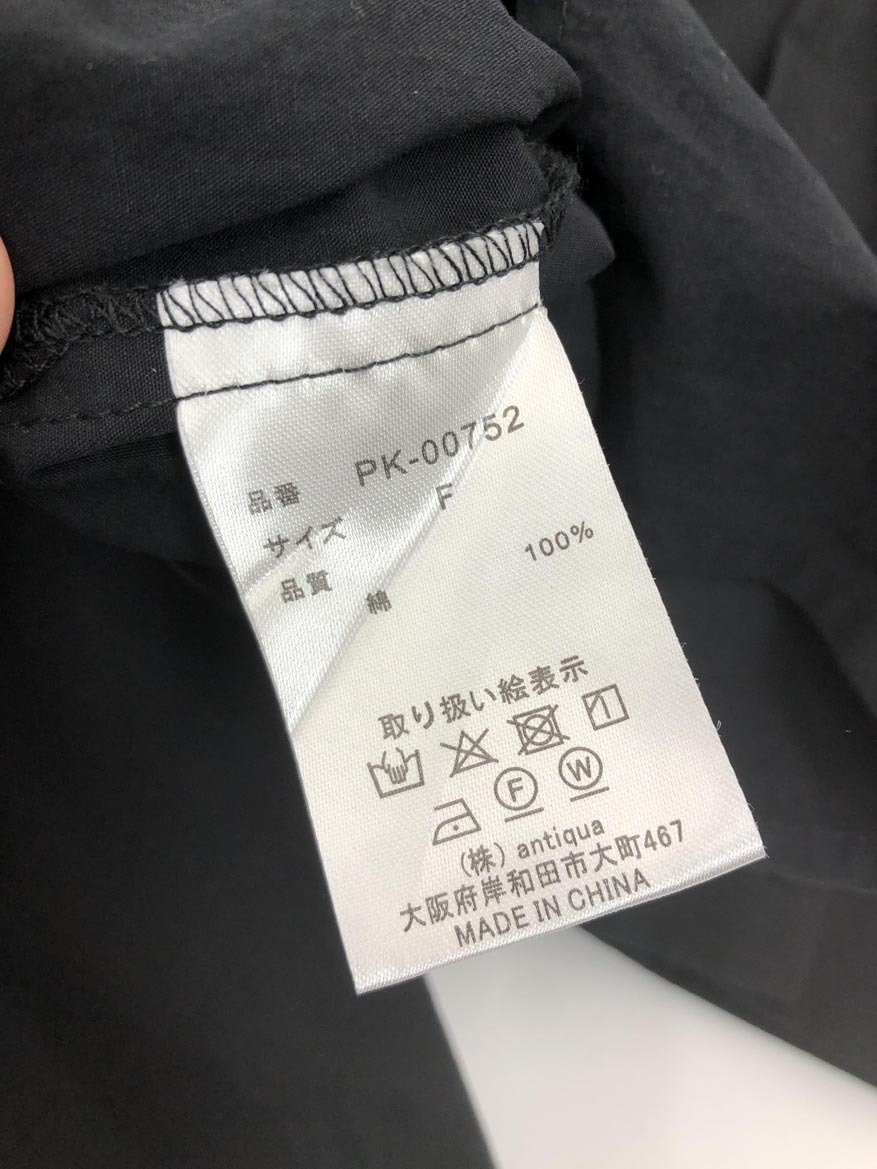 品番 PK-00752
サイズ F
品質 綿 100%
取り扱い絵表示
F W
(株) antiqua
大阪府岸和田市大町467
MADE IN CHINA